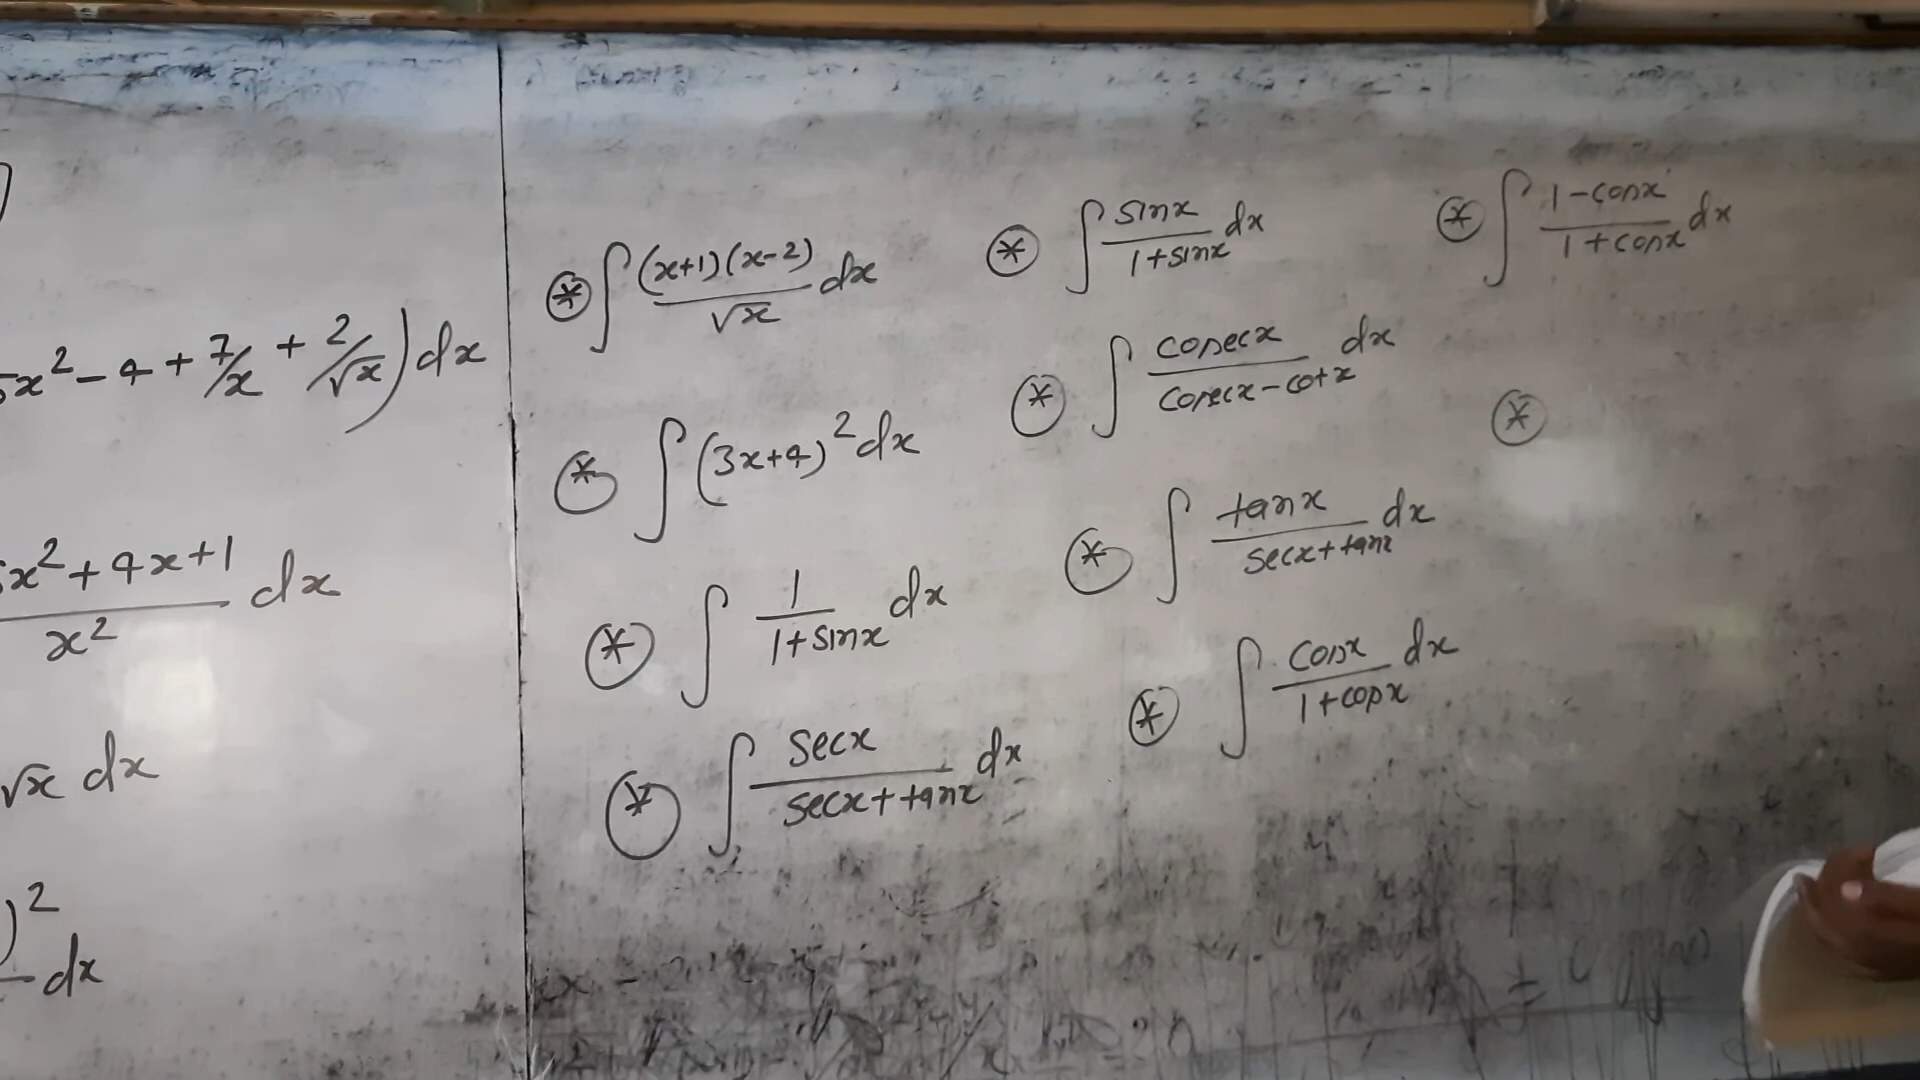 5x² - 4 + 7/x + 2/√x) dx
x² + 4x + 1 / x² dx
√x dx
)² dx
⊛ ∫ (x+1)(x-2) / √x dx
⊛ ∫ (3x+4)² dx
⊛ ∫ 1 / 1+sinx dx
⊛ ∫ secx / secx+tanx dx
⊛ ∫ sinx / 1+sinx dx
⊛ ∫ cosecx / cosecx-cotx dx
⊛ ∫ tanx / secx+tanx dx
⊛ ∫ cosx / 1+cosx dx
⊛ ∫ 1-cosx / 1+cosx dx
⊛